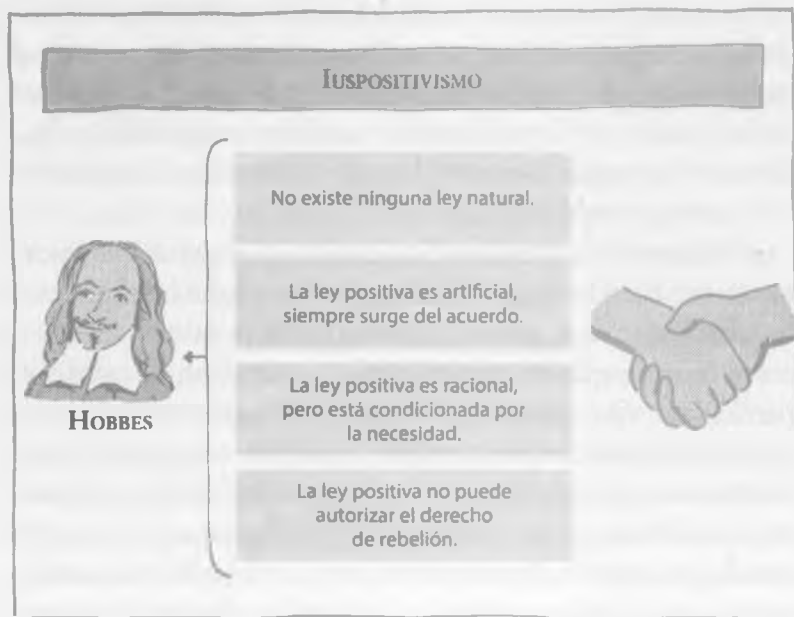 IUSPOSITIVISMO
No existe ninguna ley natural.
La ley positiva es artificial,
siempre surge del acuerdo.
La ley positiva es racional,
pero está condicionada por
la necesidad.
La ley positiva no puede
autorizar el derecho
de rebelión.
HOBBES